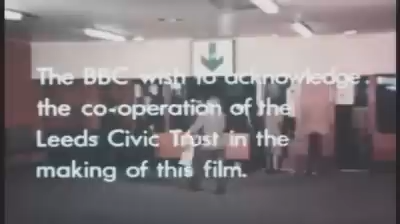 The BBC wish to acknowledge
the co-operation of the
Leeds Civic Trust in the
making of this film.